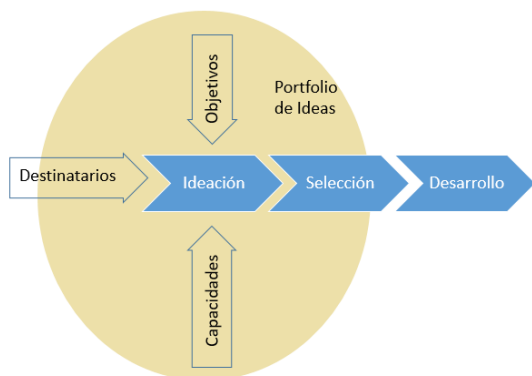 Objetivos
Portfolio
de Ideas
Destinatarios
Ideación
Selección
Desarrollo
Capacidades